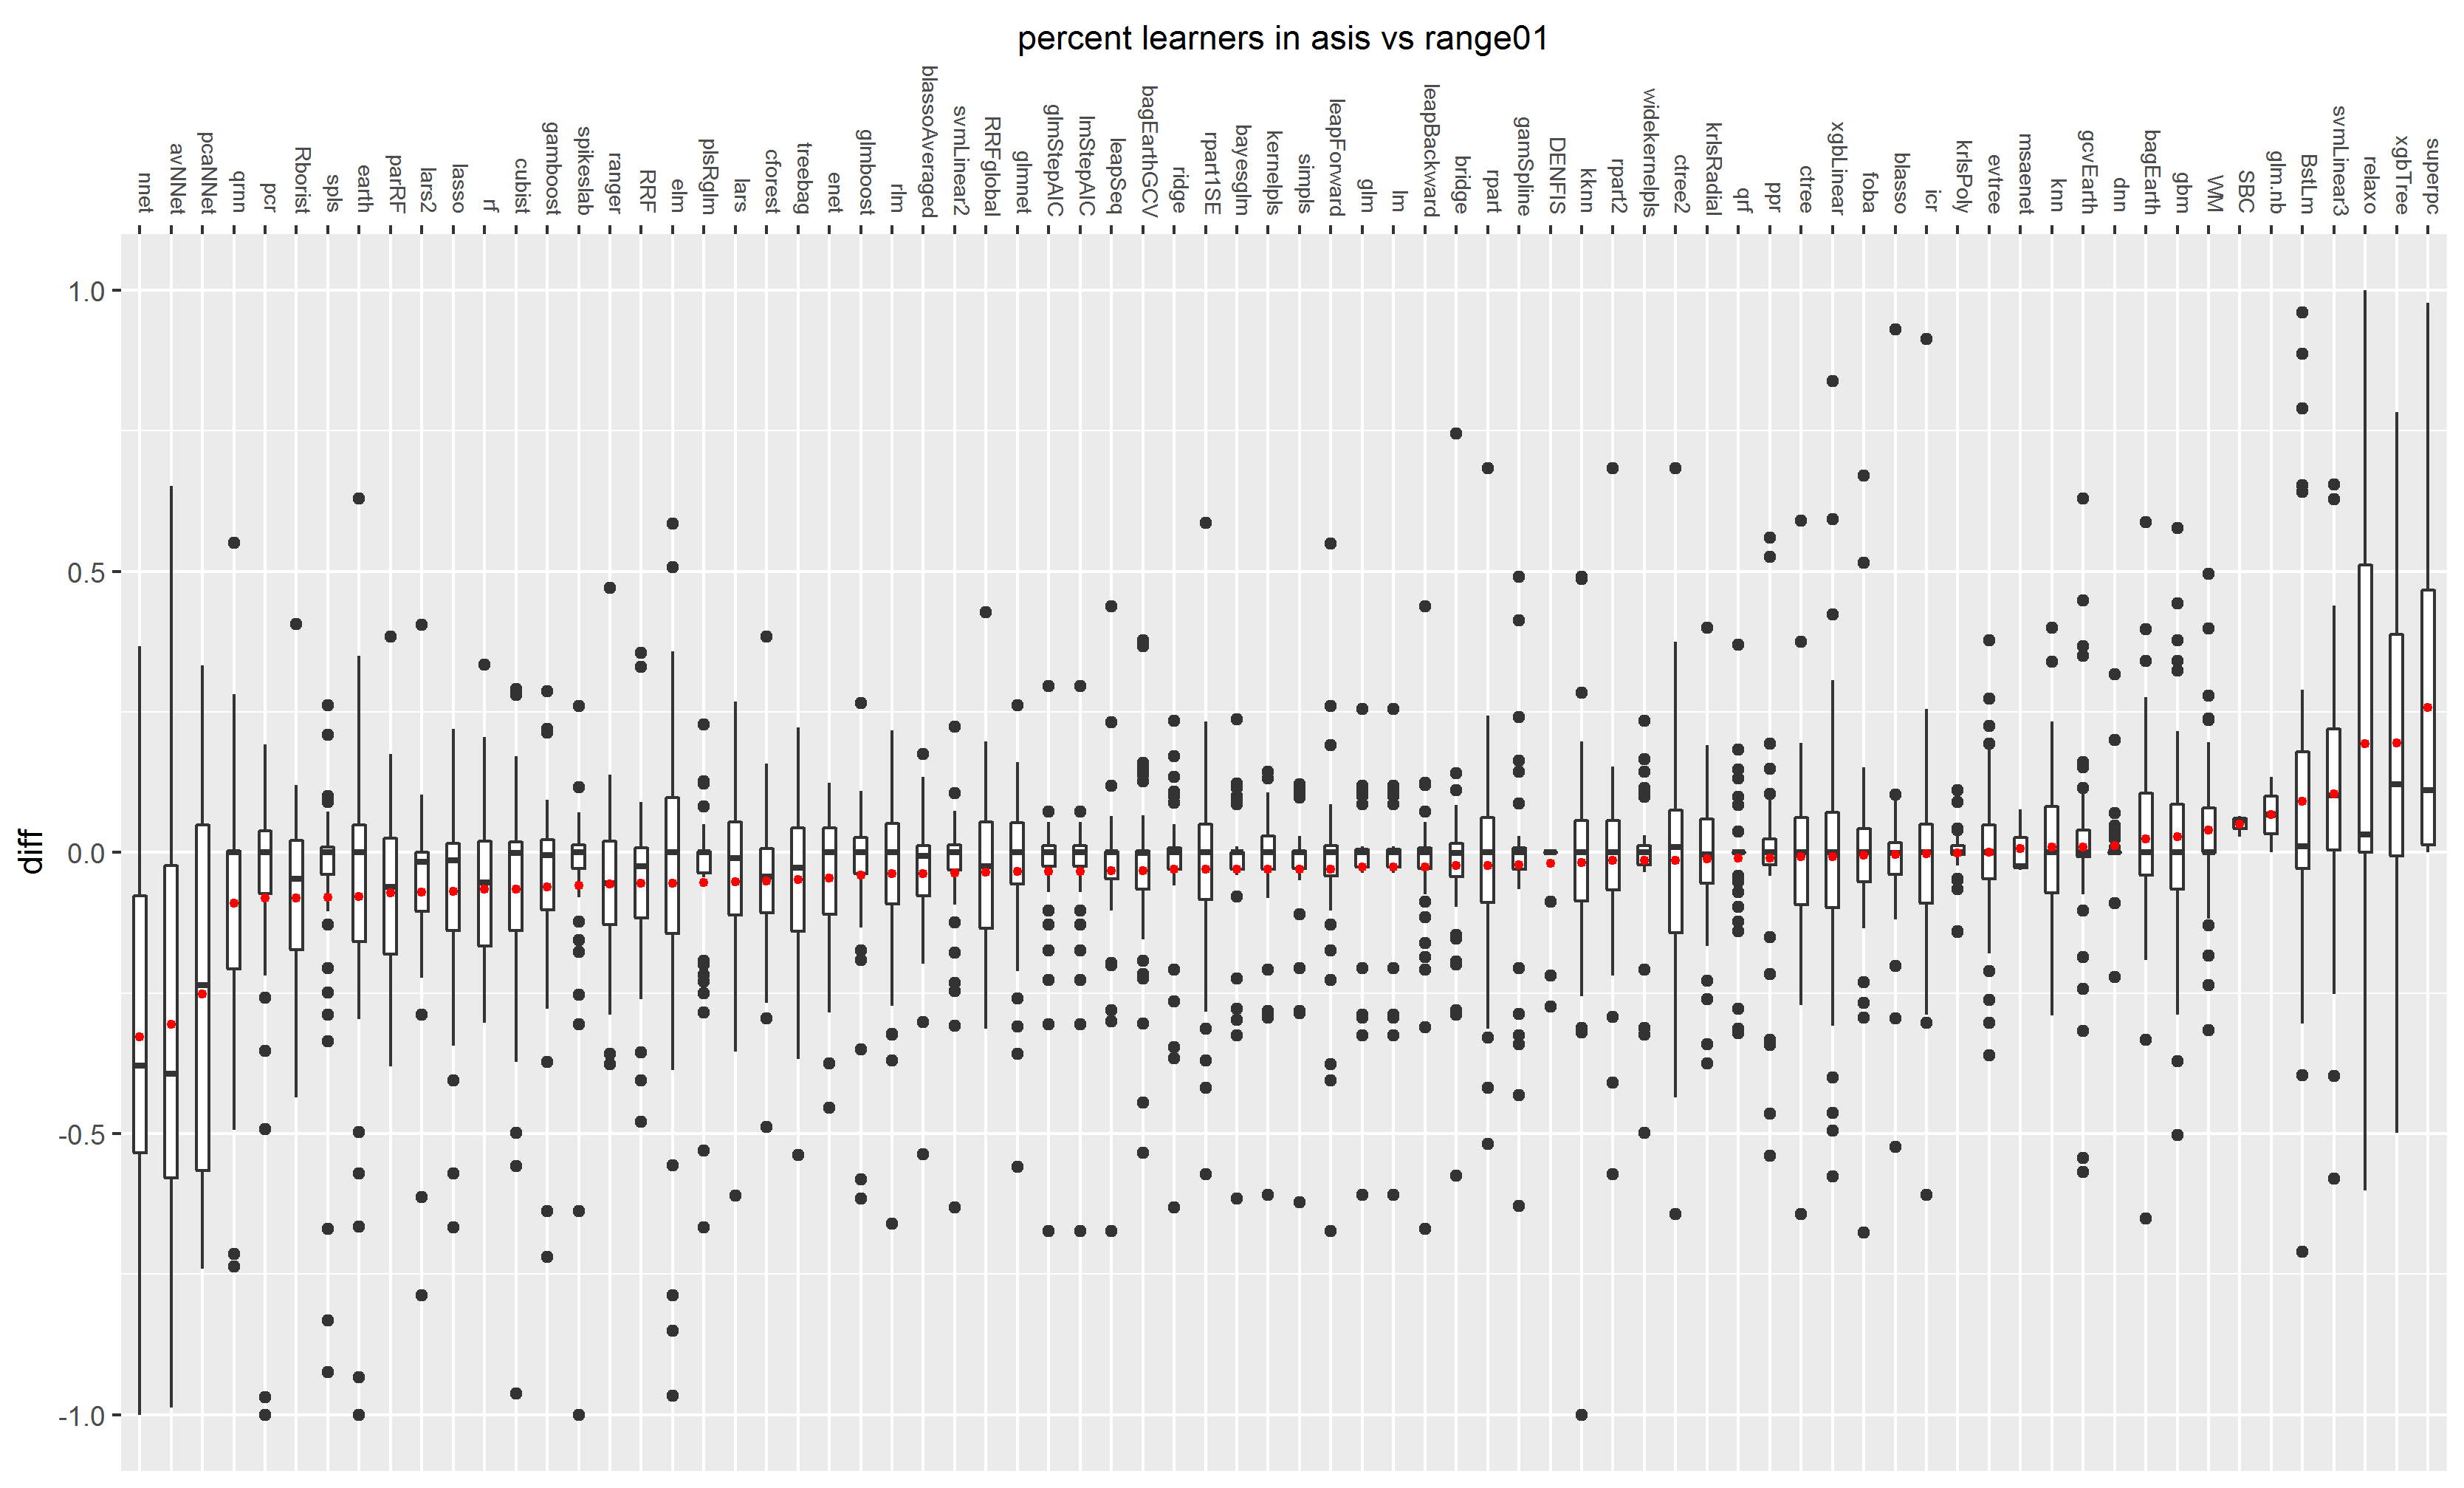 percent learners in asis vs range01
nnet
avNNet
pcaNNet
qrnn
pcr
Rborist
spls
earth
parRF
lars2
lasso
rf
cubist
gamboost
spikeslab
ranger
RRF
elm
plsRglm
lars
cforest
treebag
enet
glmboost
rlm
blassoAveraged
svmLinear2
RRFglobal
glmnet
glmStepAIC
lmStepAIC
leapSeq
bagEarthGCV
ridge
rpart1SE
bayesglm
kernelpls
simpls
leapForward
glm
lm
leapBackward
bridge
rpart
gamSpline
DENFIS
kknn
rpart2
widekernelpls
ctree2
krlsRadial
qrf
ppr
ctree
xgbLinear
foba
blasso
icr
krlsPoly
evtree
msaenet
knn
gcvEarth
dnn
bagEarth
gbm
WM
SBC
glm.nb
BstLm
svmLinear3
relaxo
xgbTree
superpc
1.0
0.5
0.0
-0.5
-1.0
diff